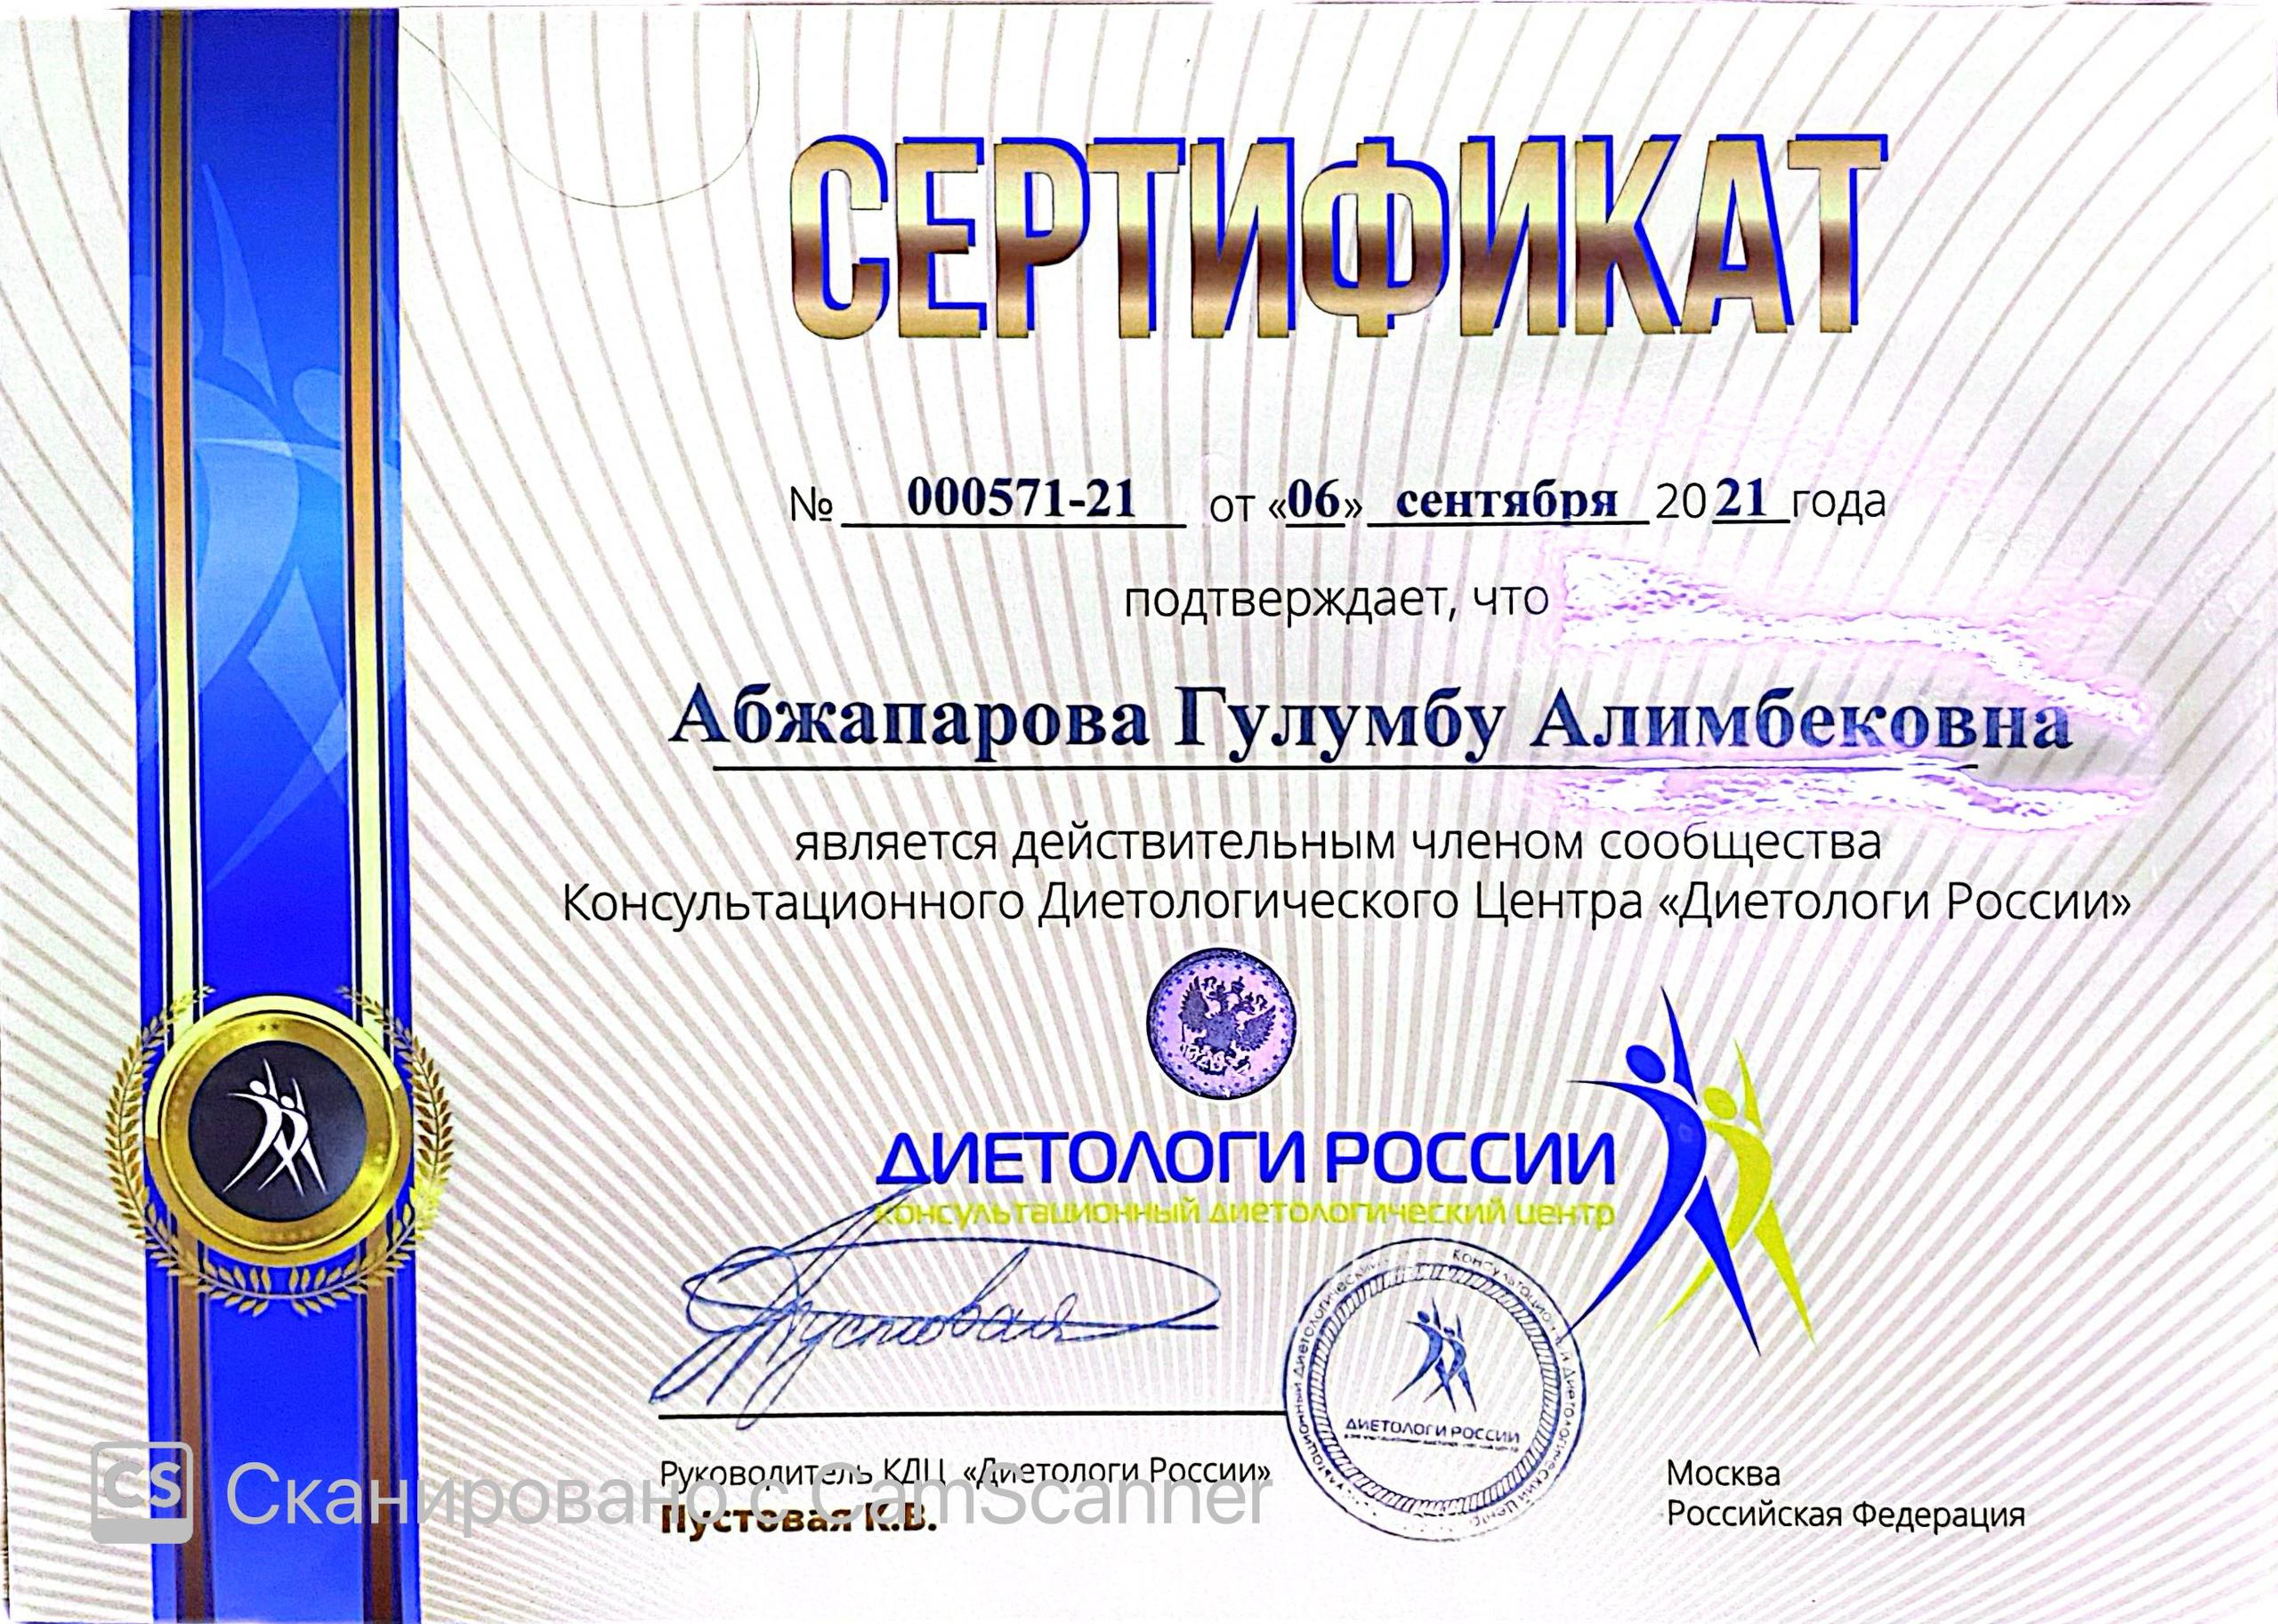 СЕРТИФИКАТ
№ 000571-21 от «06» сентября 2021 года
подтверждает, что
Абжапарова Гулумбу Алимбековна
является действительным членом сообщества
Консультационного Диетологического Центра «Диетологи России»
ДИЕТОЛОГИ РОССИИ
консультационный диетологический центр
Пустовая
ДИЕТОЛОГИ РОССИИ
Руководитель КДЦ «Диетологи России»
Пустовая К.В.
Москва
Российская Федерация
CS Сканировано с CamScanner